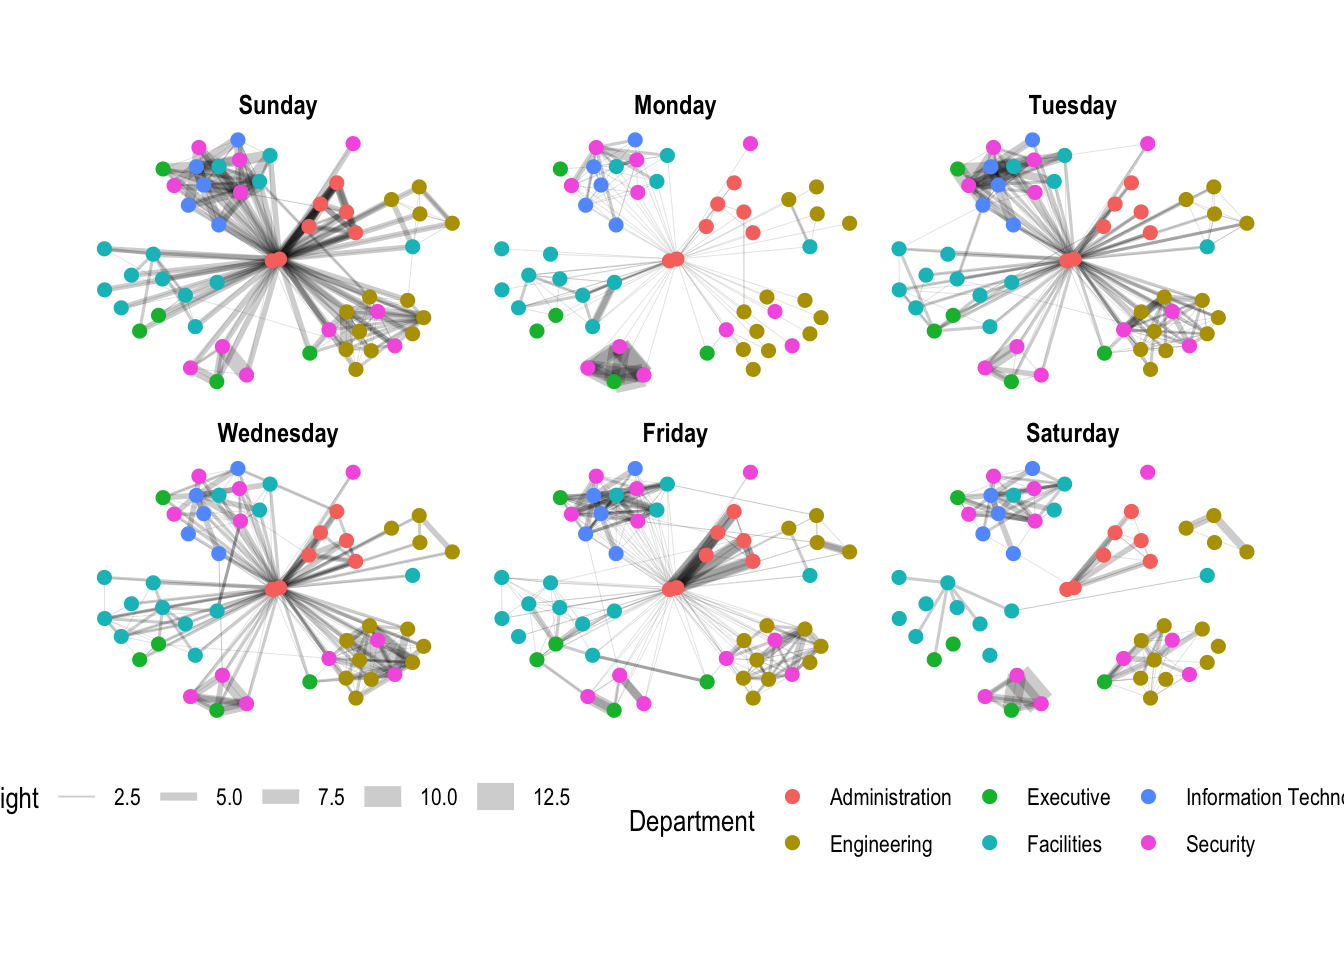 Sunday
Monday
Tuesday
Wednesday
Friday
Saturday
ight 2.5 5.0 7.5 10.0 12.5
Department
Administration Executive Information Techno
Engineering Facilities Security